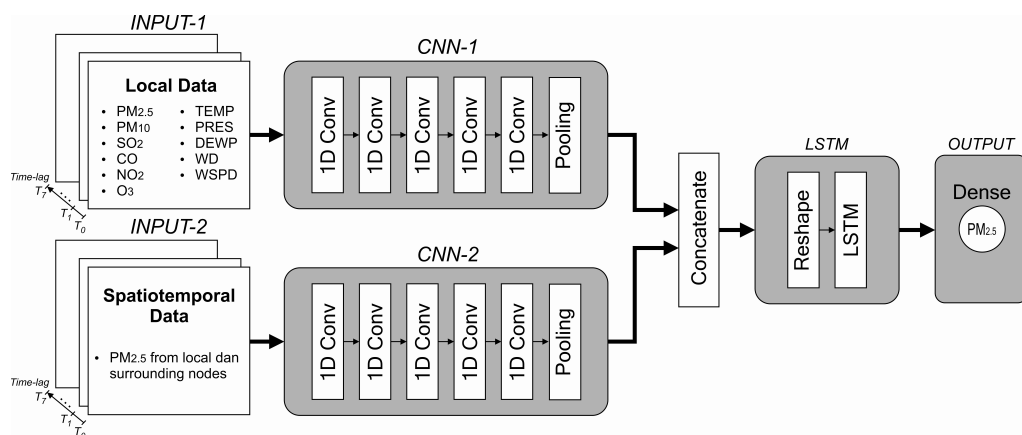 INPUT-1
Local Data
• PM2.5
• PM10
• SO2
• CO
• NO2
• O3
• TEMP
• PRES
• DEWP
• WD
• WSPD
Time-lag
T7
T1
T0
CNN-1
1D Conv
1D Conv
1D Conv
1D Conv
1D Conv
Pooling
INPUT-2
Spatiotemporal
Data
• PM2.5 from local dan
surrounding nodes
Time-lag
T7
T1
T0
CNN-2
1D Conv
1D Conv
1D Conv
1D Conv
1D Conv
Pooling
Concatenate
LSTM
Reshape
LSTM
OUTPUT
Dense
PM2.5